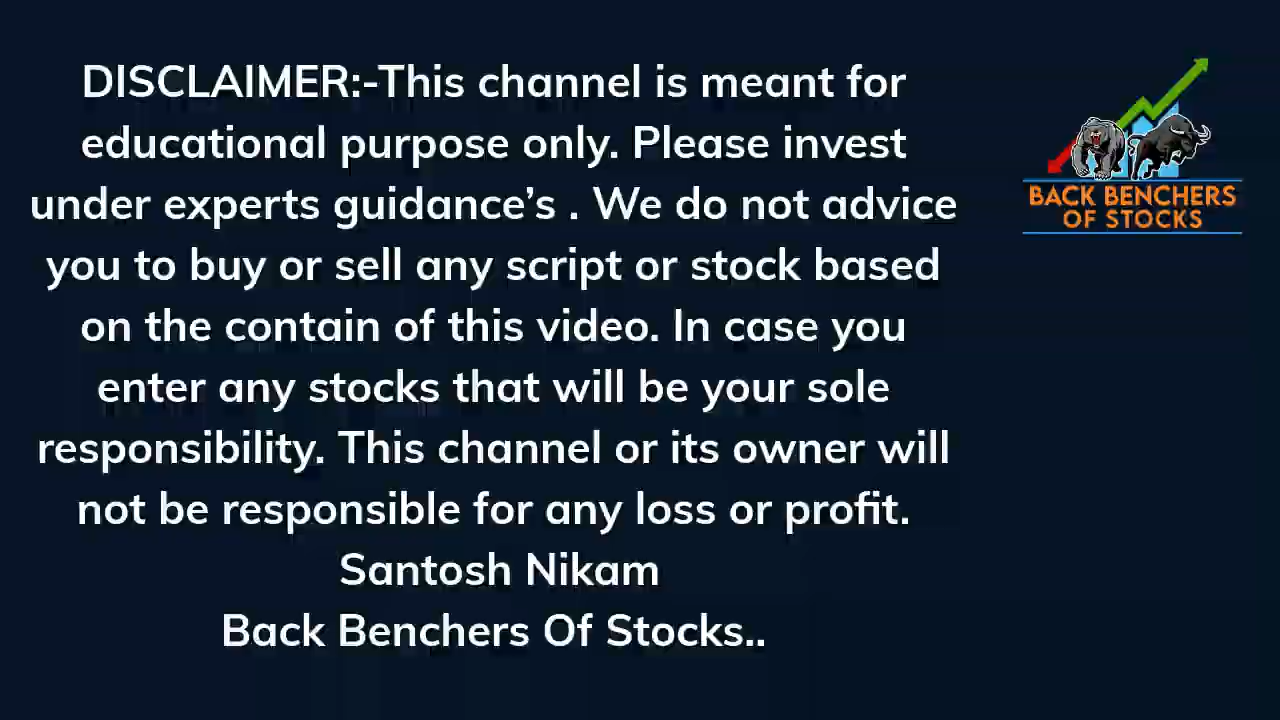 DISCLAIMER:-This channel is meant for
educational purpose only. Please invest
under experts guidance’s . We do not advice
you to buy or sell any script or stock based
on the contain of this video. In case you
enter any stocks that will be your sole
responsibility. This channel or its owner will
not be responsible for any loss or profit.
Santosh Nikam
Back Benchers Of Stocks..
BACK BENCHERS
OF STOCKS